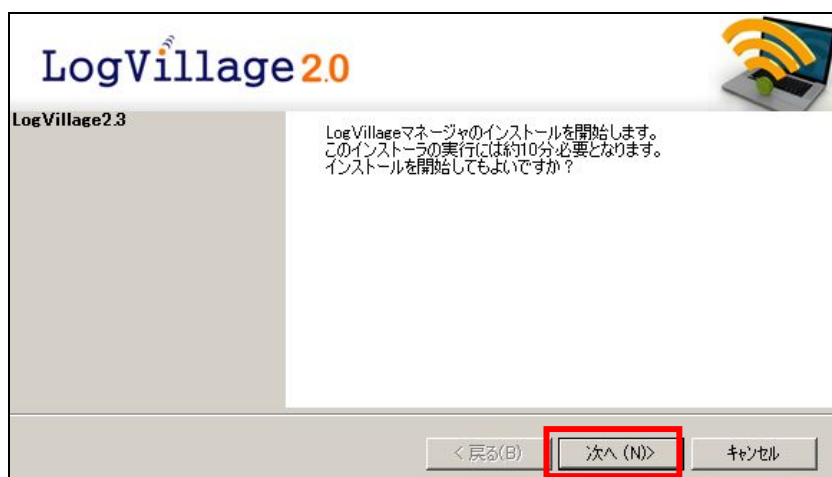 LogVillage 2.0
LogVillage2.3
LogVillageマネージャのインストールを開始します。
このインストーラの実行には約10分必要となります。
インストールを開始してもよいですか？
< 戻る(B)
次へ (N)>
キャンセル